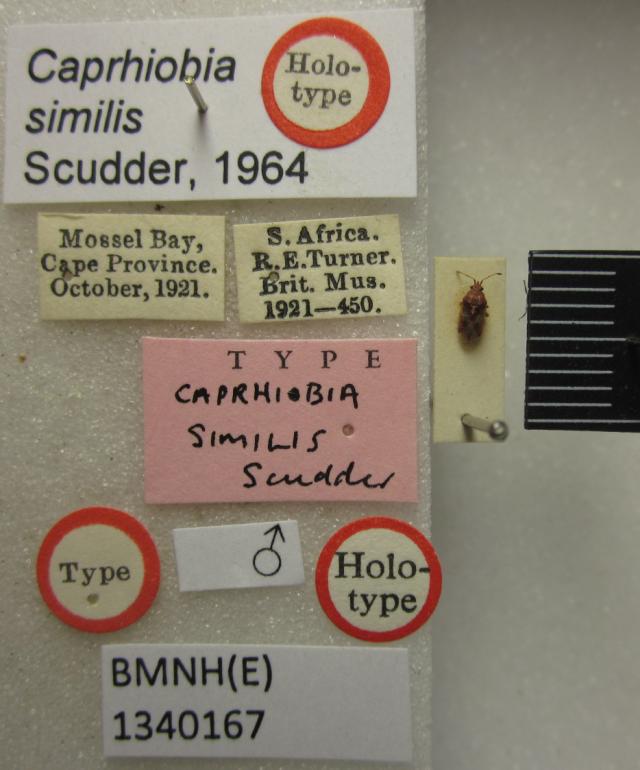 Caprhiobia
similis
Scudder, 1964
Holo-
type
Mossel Bay,
Cape Province.
October, 1921.
S. Africa.
R.E.Turner.
Brit. Mus.
1921—450.
TYPE
CAPRHIOBIA
SIMILIS
Scudder
Type
♂
Holo-
type
BMNH(E)
1340167